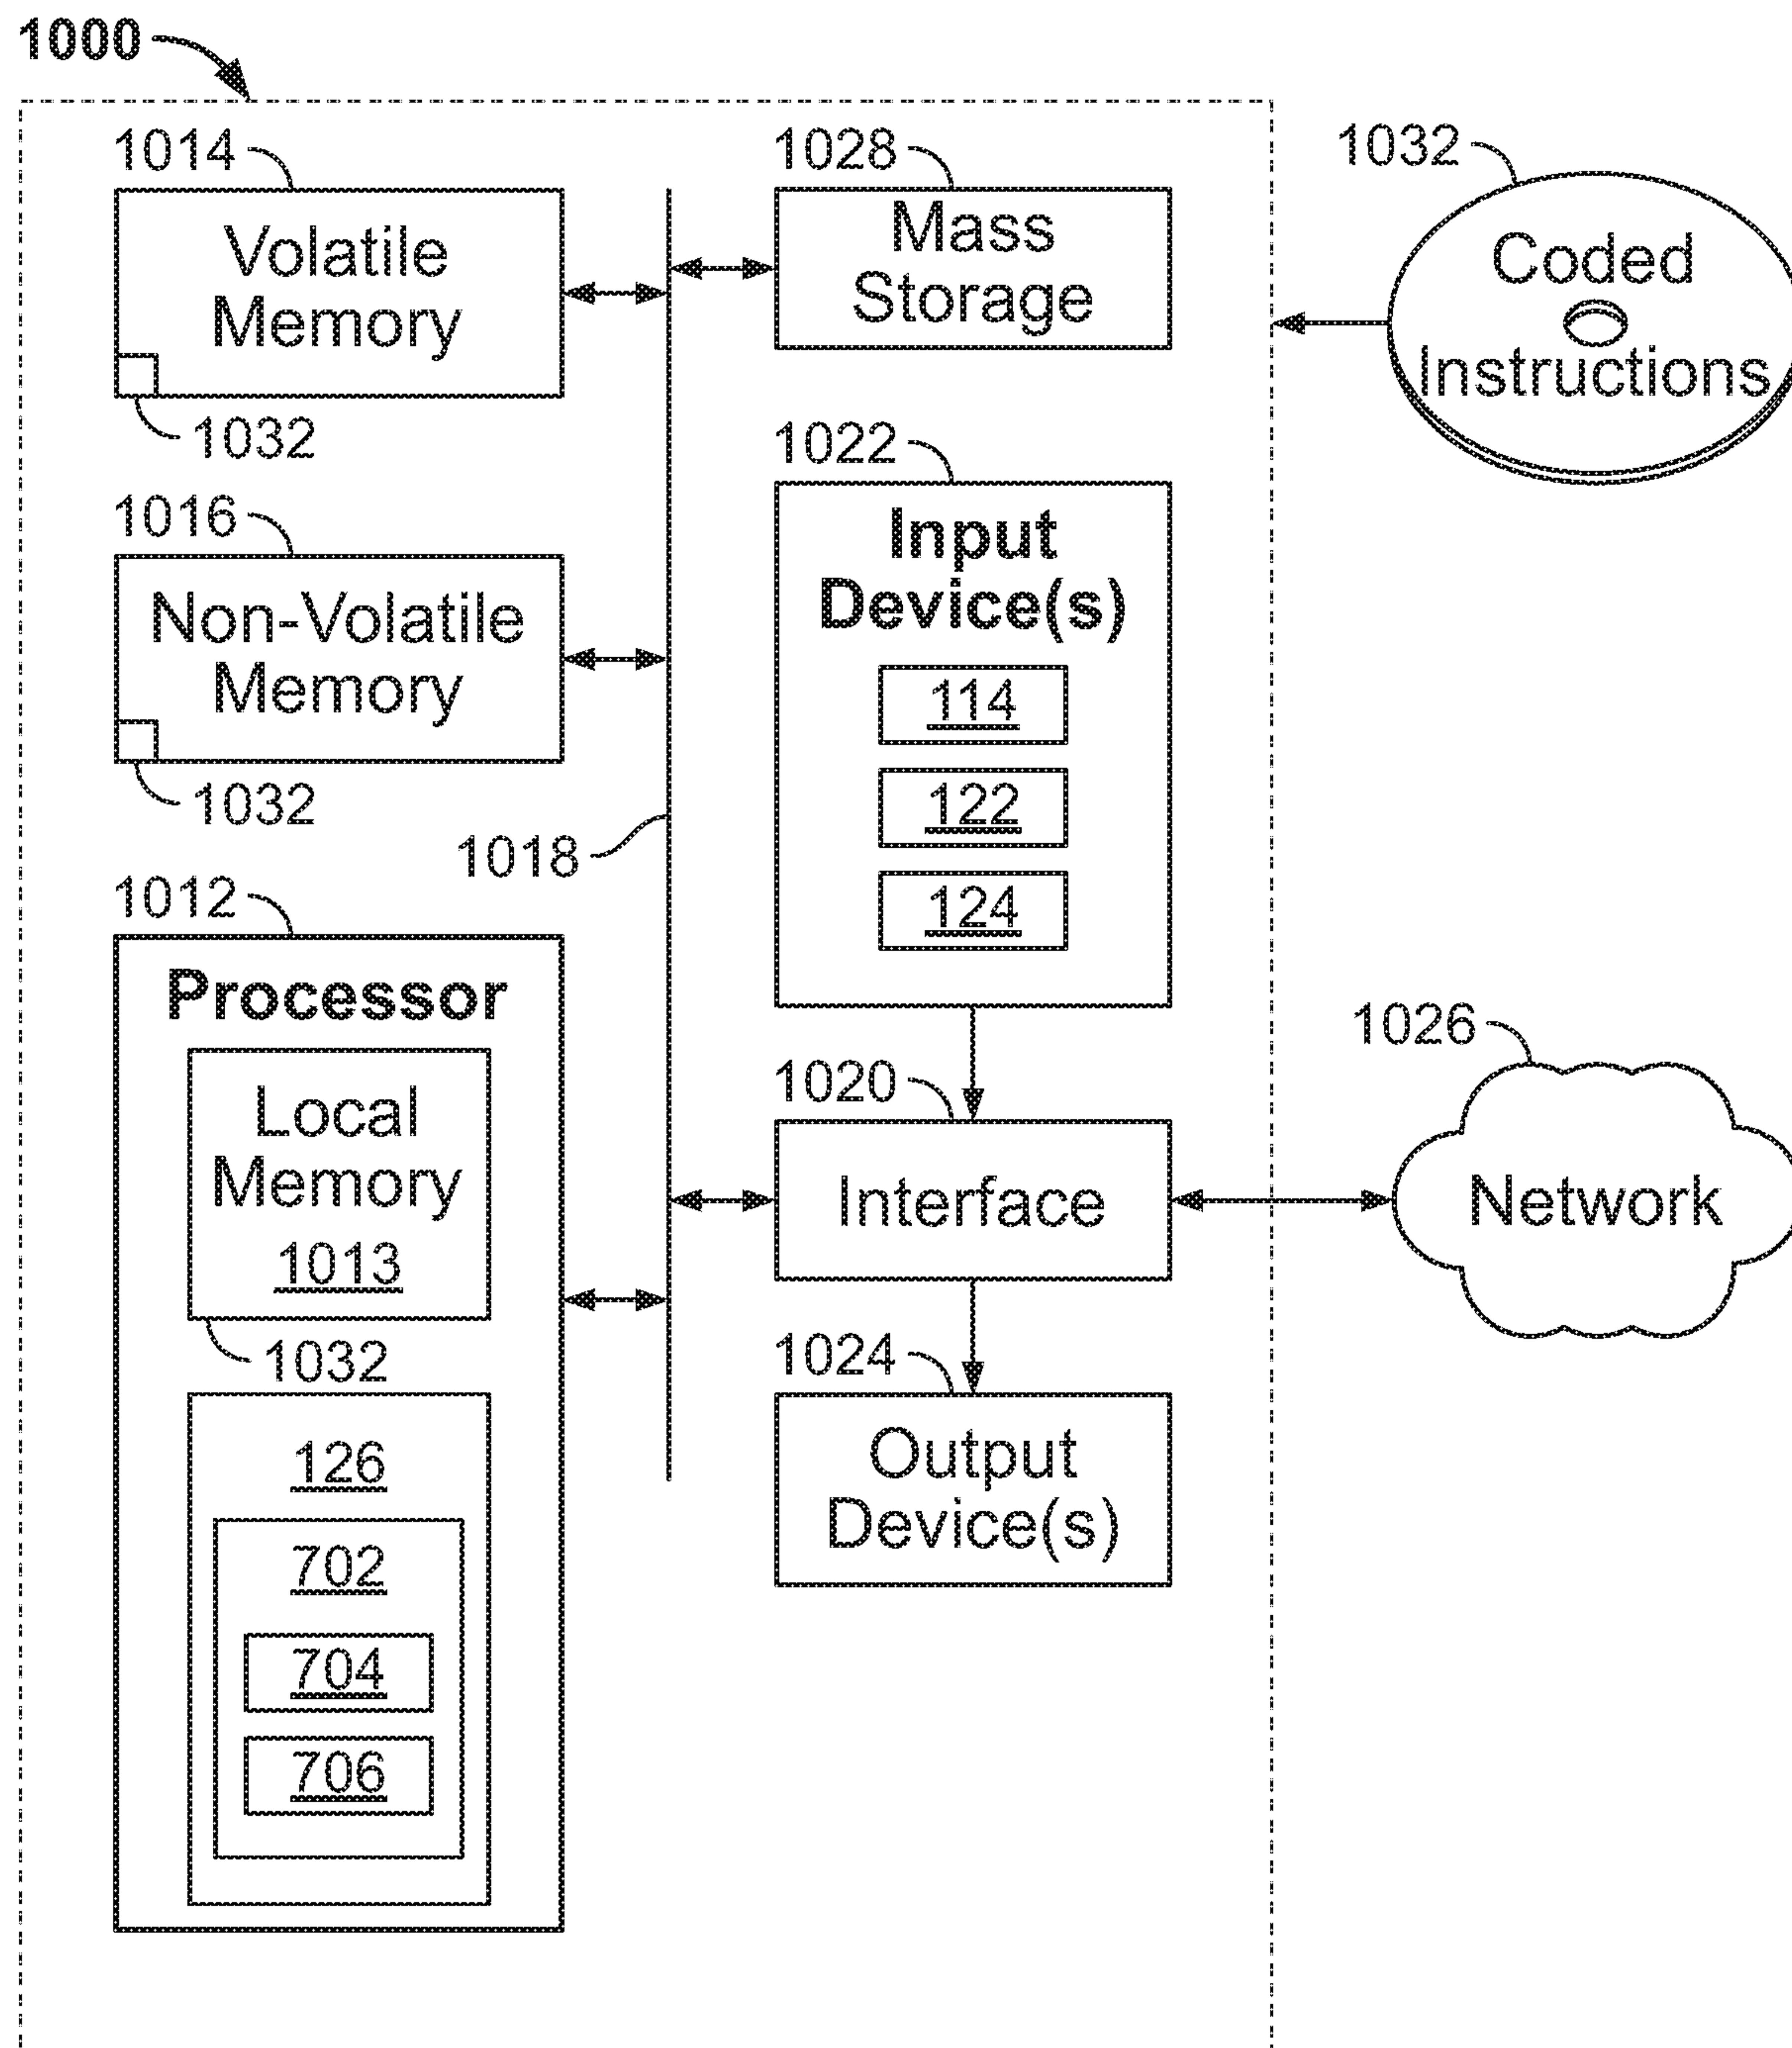 1000
1014
Volatile
Memory
1032
1016
Non-Volatile
Memory
1032
1018
1012
Processor
Local
Memory
1013
1032
126
702
704
706
1028
Mass
Storage
1022
Input
Device(s)
114
122
124
1020
Interface
1024
Output
Device(s)
1032
Coded
Instructions
1026
Network